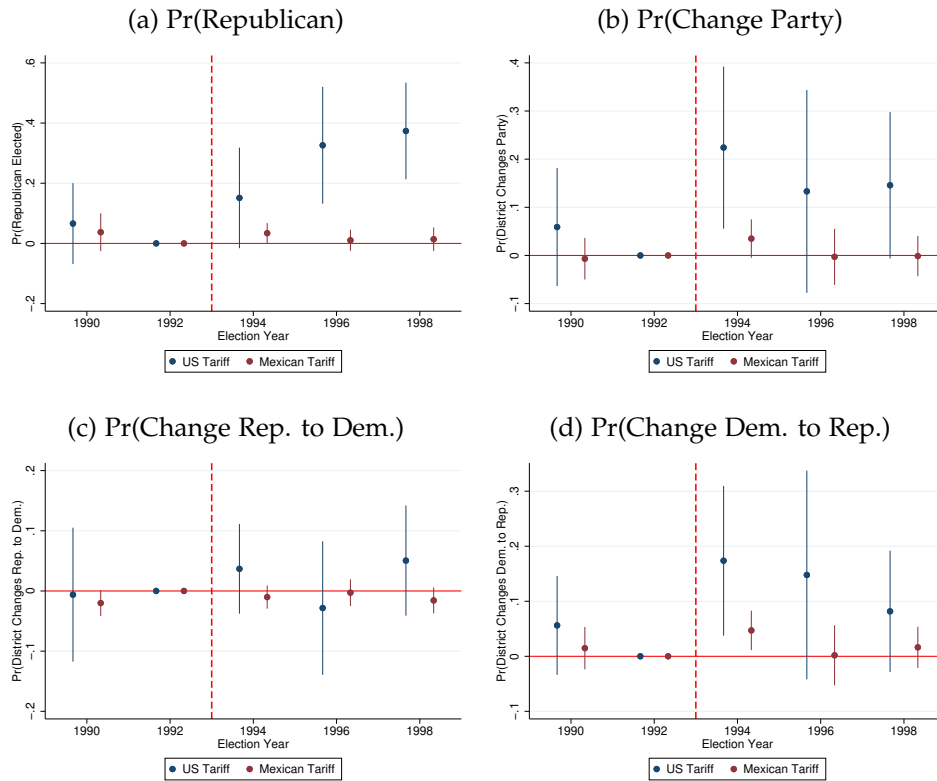 (a) Pr(Republican)
Pr(Republican Elected)
.6
.4
.2
0
-.2
1990 1992 1994 1996 1998
Election Year
US Tariff Mexican Tariff
(b) Pr(Change Party)
Pr(District Changes Party)
.4
.3
.2
.1
0
-.1
1990 1992 1994 1996 1998
Election Year
US Tariff Mexican Tariff
(c) Pr(Change Rep. to Dem.)
Pr(District Changes Rep. to Dem.)
.2
.1
0
-.1
-.2
1990 1992 1994 1996 1998
Election Year
US Tariff Mexican Tariff
(d) Pr(Change Dem. to Rep.)
Pr(District Changes Dem. to Rep.)
.3
.2
.1
0
-.1
1990 1992 1994 1996 1998
Election Year
US Tariff Mexican Tariff